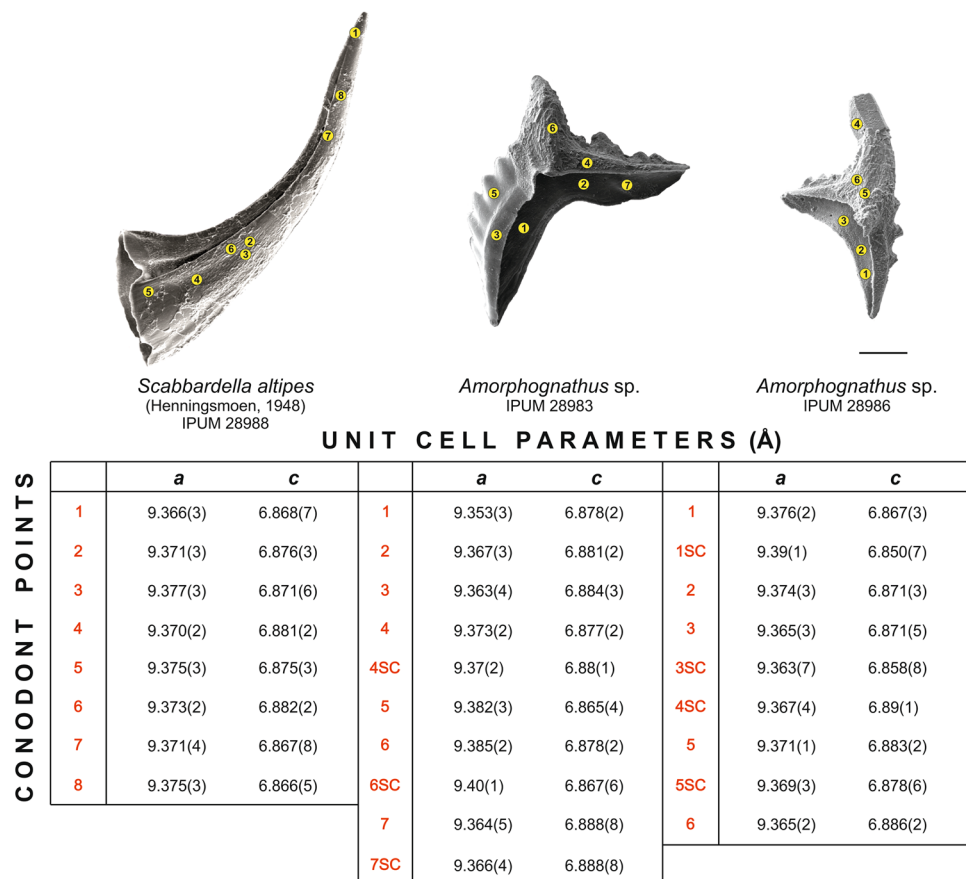 1
8
7
2
6
3
4
5
6
4
2
7
5
3
1
4
6
5
3
2
1
Scabbardella altipes
(Henningsmoen, 1948)
IPUM 28988
Amorphognathus sp.
IPUM 28983
Amorphognathus sp.
IPUM 28986
UNIT CELL PARAMETERS (Å)
CONODONT POINTS
a c a c a c
1 9.366(3) 6.868(7) 1 9.353(3) 6.878(2) 1 9.376(2) 6.867(3)
2 9.371(3) 6.876(3) 2 9.367(3) 6.881(2) 1SC 9.39(1) 6.850(7)
3 9.377(3) 6.871(6) 3 9.363(4) 6.884(3) 2 9.374(3) 6.871(3)
4 9.370(2) 6.881(2) 4 9.373(2) 6.877(2) 3 9.365(3) 6.871(5)
5 9.375(3) 6.875(3) 4SC 9.37(2) 6.88(1) 3SC 9.363(7) 6.858(8)
6 9.373(2) 6.882(2) 5 9.382(3) 6.865(4) 4SC 9.367(4) 6.89(1)
7 9.371(4) 6.867(8) 6 9.385(2) 6.878(2) 5 9.371(1) 6.883(2)
8 9.375(3) 6.866(5) 6SC 9.40(1) 6.867(6) 5SC 9.369(3) 6.878(6)
7 9.364(5) 6.888(8) 6 9.365(2) 6.886(2)
7SC 9.366(4) 6.888(8)